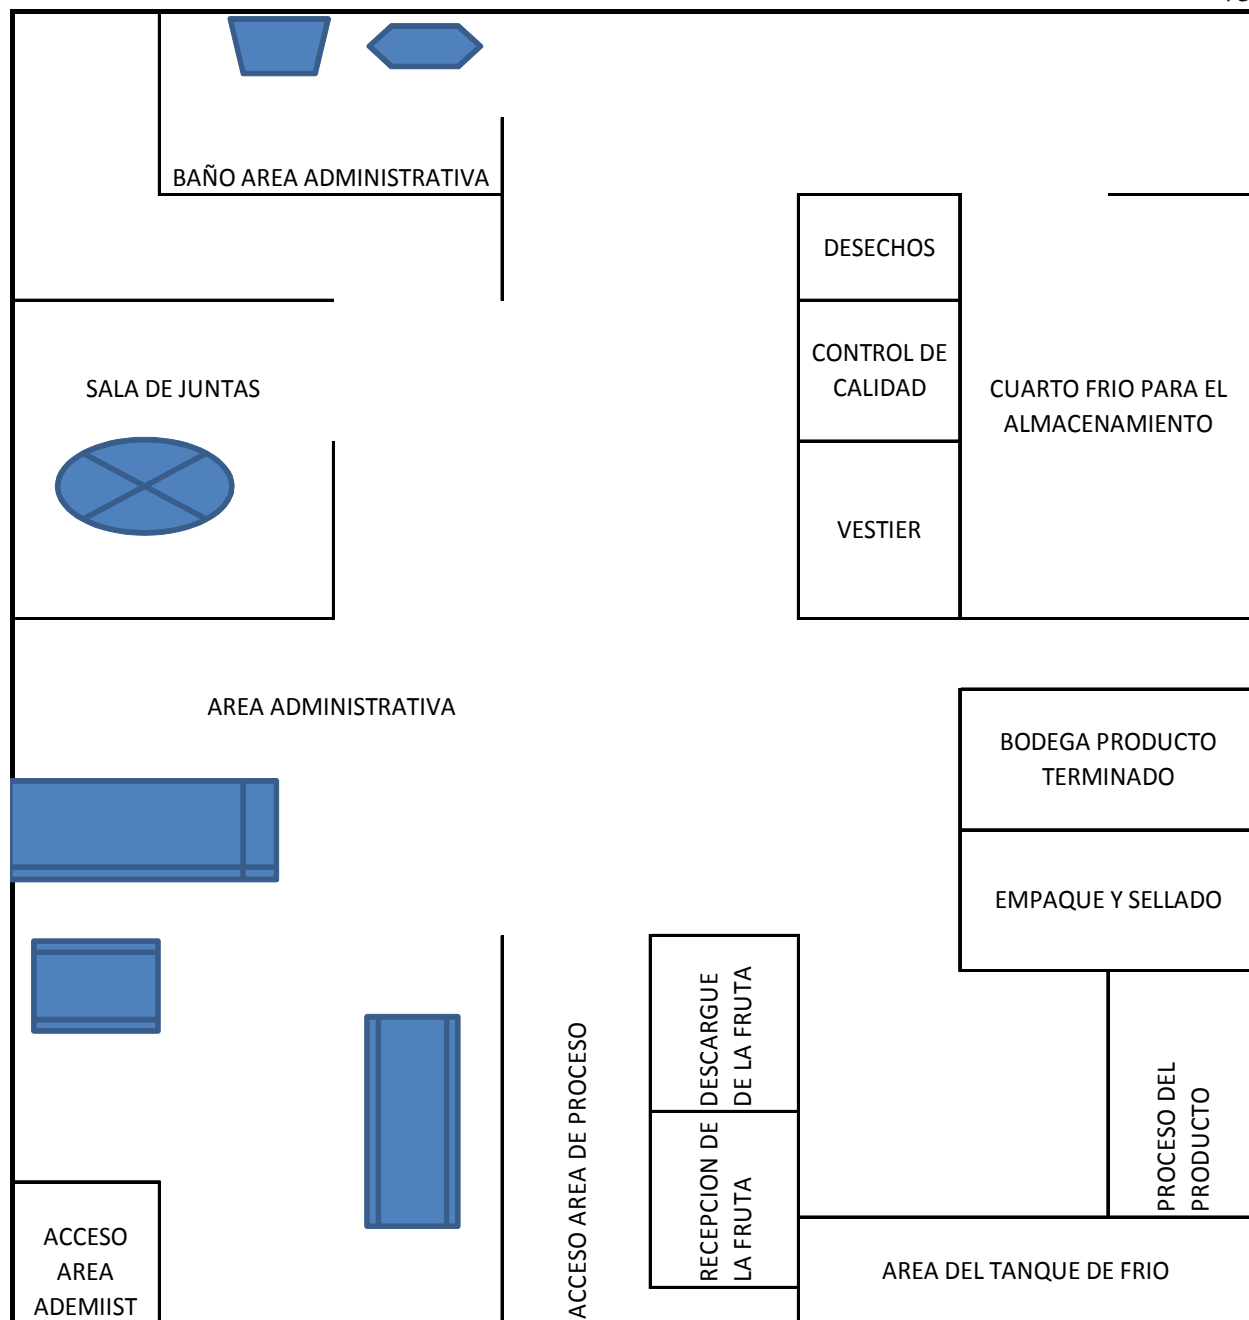 BAÑO AREA ADMINISTRATIVA
DESECHOS
CONTROL DE
CALIDAD
SALA DE JUNTAS
CUARTO FRIO PARA EL
ALMACENAMIENTO
VESTIER
AREA ADMINISTRATIVA
BODEGA PRODUCTO
TERMINADO
EMPAQUE Y SELLADO
DESCARGUE
DE LA FRUTA
ACCESO AREA DE PROCESO
RECEPCION DE
LA FRUTA
PROCESO DEL
PRODUCTO
ACCESO
AREA
ADEMIIST
AREA DEL TANQUE DE FRIO